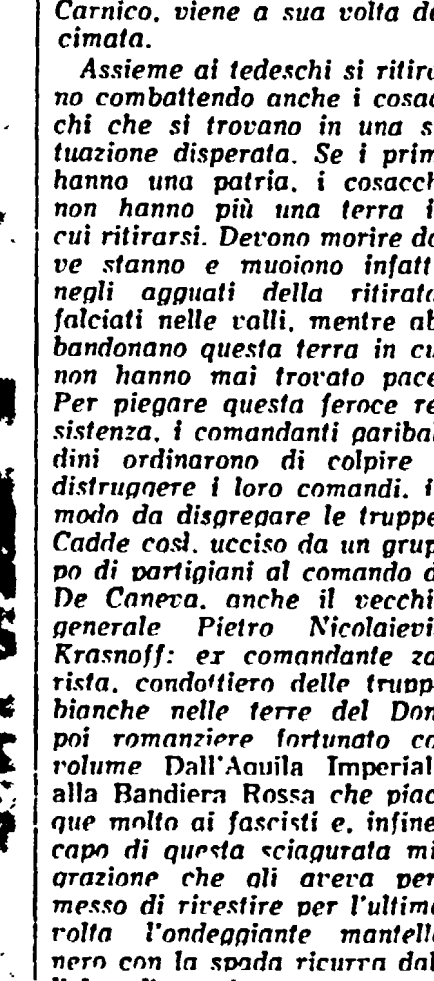 Carnico, viene a sua volta de
cimata.
Assieme ai tedeschi si ritira
no combattendo anche i cosac
chi che si trovano in una si
tuazione disperata. Se i prim
hanno una patria, i cosacch
non hanno più una terra i
cui ritirarsi. Devono morire do
ve stanno e muoiono infatt
negli agguati della ritirata
falciati nelle valli, mentre ab
bandonano questa terra in cu
non hanno mai trovato pace
Per piegare questa feroce re
sistenza, i comandanti garibal
dini ordinarono di colpire
distruggere i loro comandi, i
modo da disgregare le truppe
Cadde così, ucciso da un grup
po di partigiani al comando d
De Caneva, anche il vecchi
generale Pietro Nicolaievi
Krasnoff: ex comandante za
rista, condottiero delle trupp
bianche nelle terre del Don
poi romanziere fortunato co
volume Dall'Aquila Imperial
alla Bandiera Rossa che piac
que molto ai fascisti e, infine
capo di questa sciagurata mi
grazione che gli aveva per
messo di rivestire per l'ultima
volta l'ondeggiante mantell
nero con la spada ricurva dal